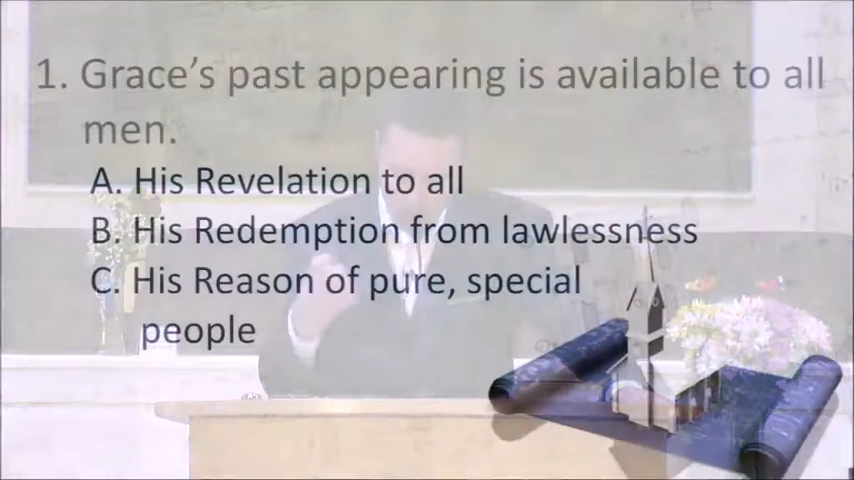 1. Grace's past appearing is available to all
men.
A. His Revelation to all
B. His Redemption from lawlessness
C. His Reason of pure, special
people